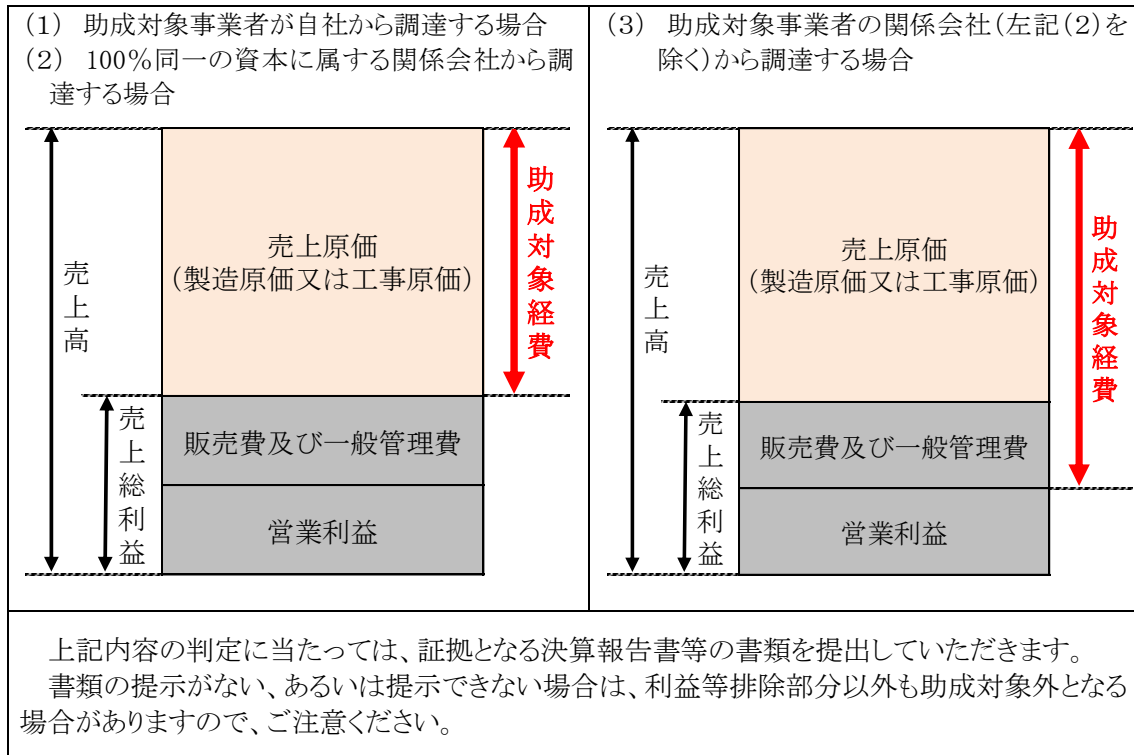 (1) 助成対象事業者が自社から調達する場合
(2) 100%同一の資本に属する関係会社から調
達する場合
売上高
売上原価
(製造原価又は工事原価)
助成対象経費
売上総利益
販売費及び一般管理費
営業利益
(3) 助成対象事業者の関係会社(左記(2)を
除く)から調達する場合
売上高
売上原価
(製造原価又は工事原価)
助成対象経費
売上総利益
販売費及び一般管理費
営業利益
上記内容の判定に当たっては、証拠となる決算報告書等の書類を提出していただきます。
書類の提示がない、あるいは提示できない場合は、利益等排除部分以外も助成対象外となる
場合がありますので、ご注意ください。